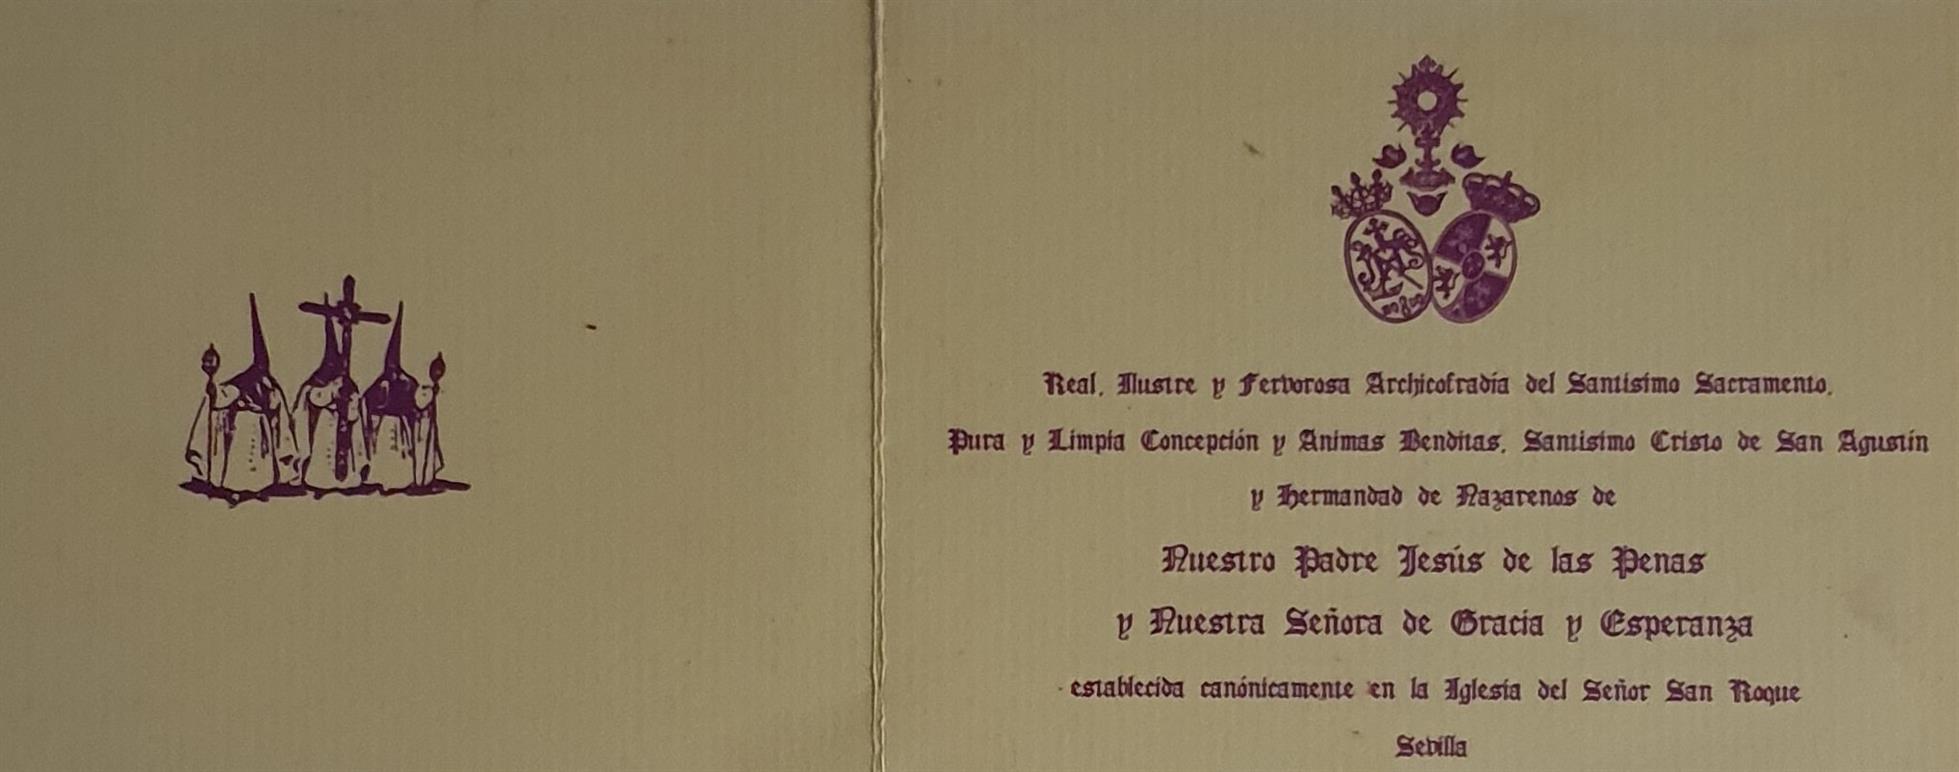 Real, Ilustre y Fervorosa Archicofradía del Santísimo Sacramento,
Pura y Limpia Concepción y Animas Benditas, Santísimo Cristo de San Agustín
y Hermandad de Nazarenos de
Nuestro Padre Jesús de las Penas
y Nuestra Señora de Gracia y Esperanza
establecida canónicamente en la Iglesia del Señor San Roque
Sevilla